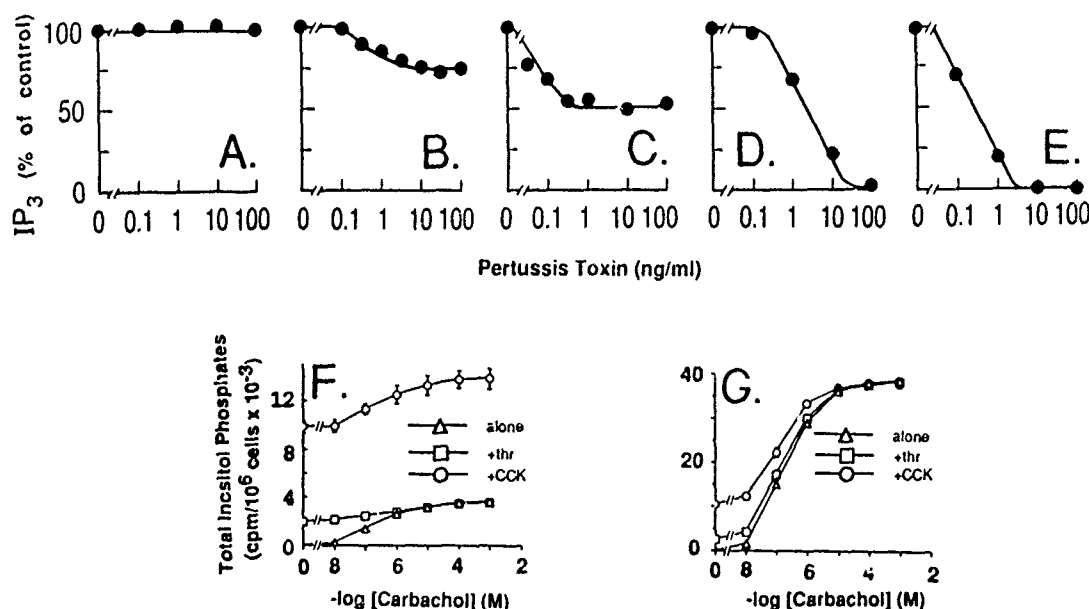 IP3 (% of control)
100
50
0
A.
B.
C.
D.
E.
0 0.1 1 10 100
0 0.1 1 10 100
0 0.1 1 10 100
0 0.1 1 10 100
0 0.1 1 10 100
Pertussis Toxin (ng/ml)
Total Incsitol Phosphates
(cpm/10^6 cells x 10^-3)
F.
12
8
4
0
alone
+thr
+CCK
0 8 6 4 2
-log [Carbachol] (M)
G.
40
20
0
alone
+thr
+CCK
0 8 6 4 2
-log [Carbachol] (M)